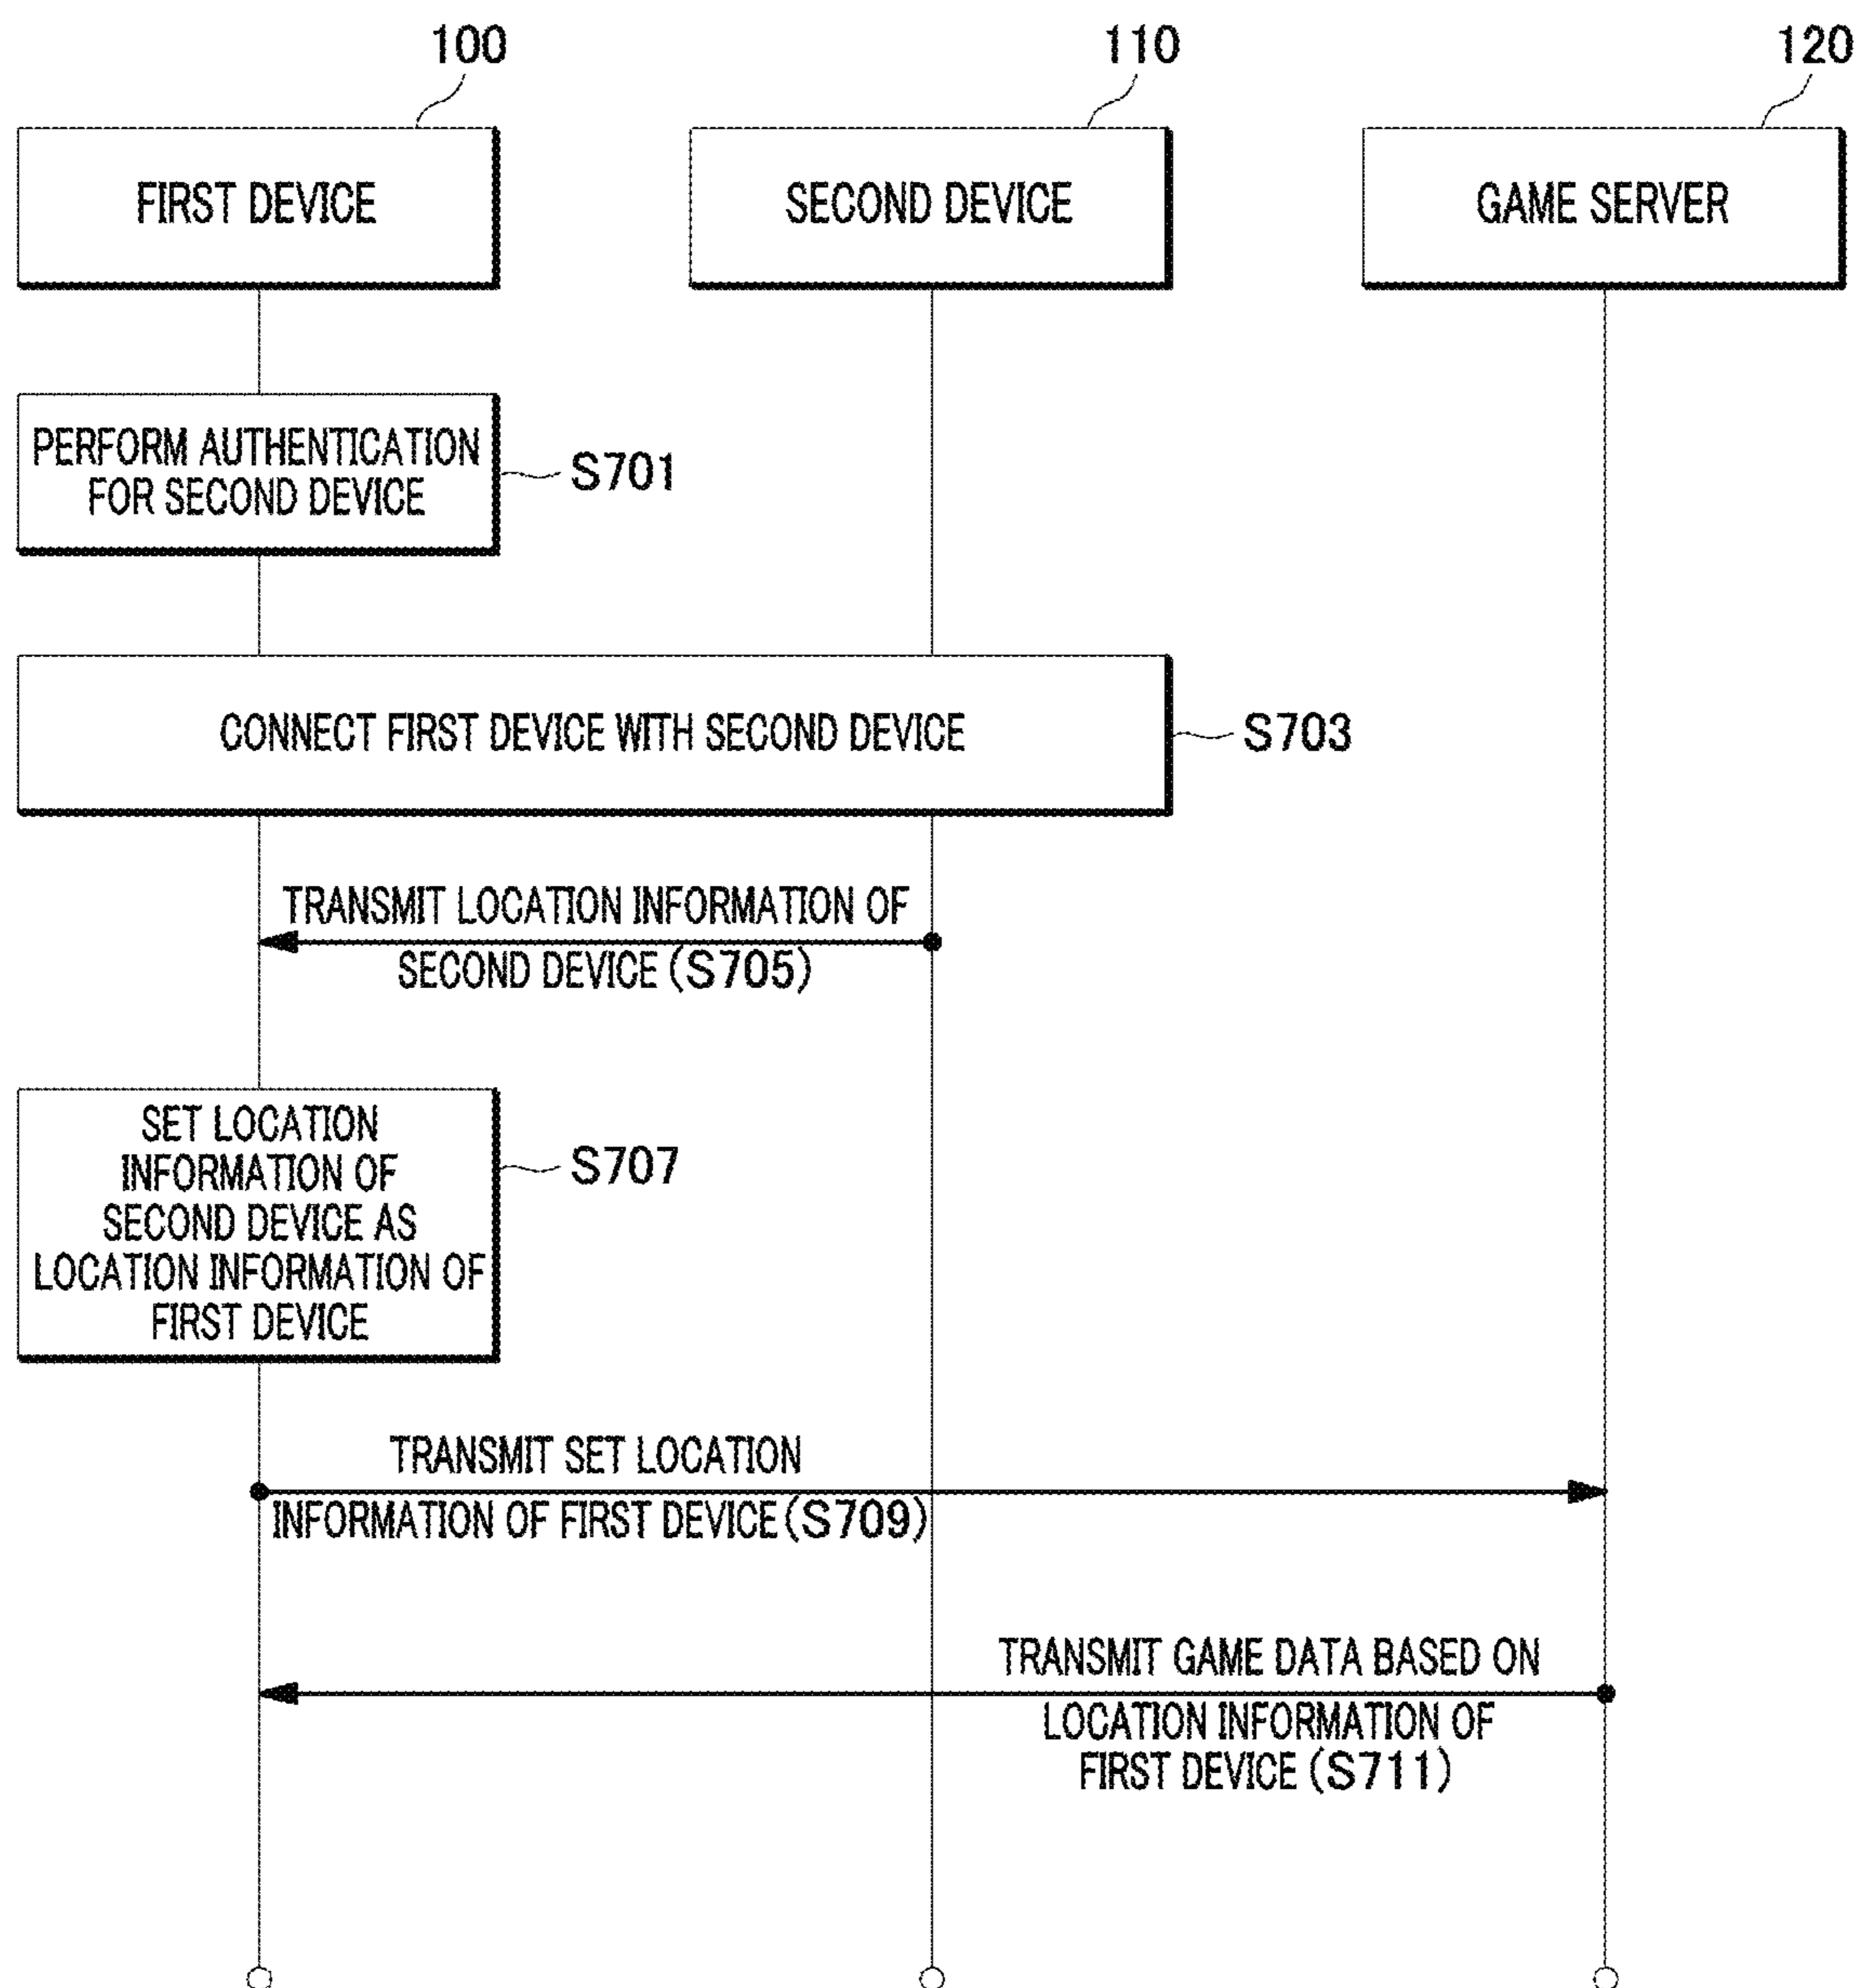 100
110
120
FIRST DEVICE
SECOND DEVICE
GAME SERVER
PERFORM AUTHENTICATION
FOR SECOND DEVICE
S701
CONNECT FIRST DEVICE WITH SECOND DEVICE
S703
TRANSMIT LOCATION INFORMATION OF
SECOND DEVICE (S705)
SET LOCATION
INFORMATION OF
SECOND DEVICE AS
LOCATION INFORMATION OF
FIRST DEVICE
S707
TRANSMIT SET LOCATION
INFORMATION OF FIRST DEVICE (S709)
TRANSMIT GAME DATA BASED ON
LOCATION INFORMATION OF
FIRST DEVICE (S711)